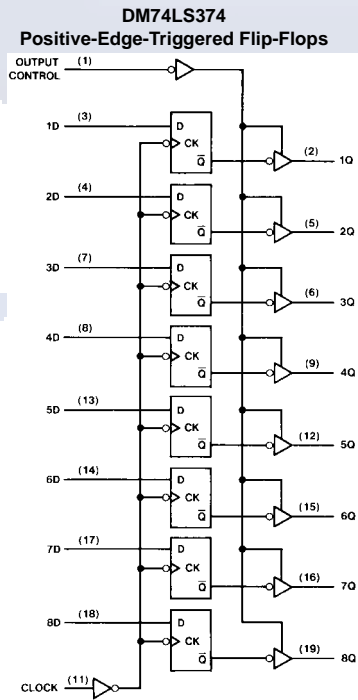 DM74LS374
Positive-Edge-Triggered Flip-Flops
OUTPUT CONTROL (1)
1D (3) D CK Q̅ (2) 1Q
2D (4) D CK Q̅ (5) 2Q
3D (7) D CK Q̅ (6) 3Q
4D (8) D CK Q̅ (9) 4Q
5D (13) D CK Q̅ (12) 5Q
6D (14) D CK Q̅ (15) 6Q
7D (17) D CK Q̅ (16) 7Q
8D (18) D CK Q̅ (19) 8Q
CLOCK (11)